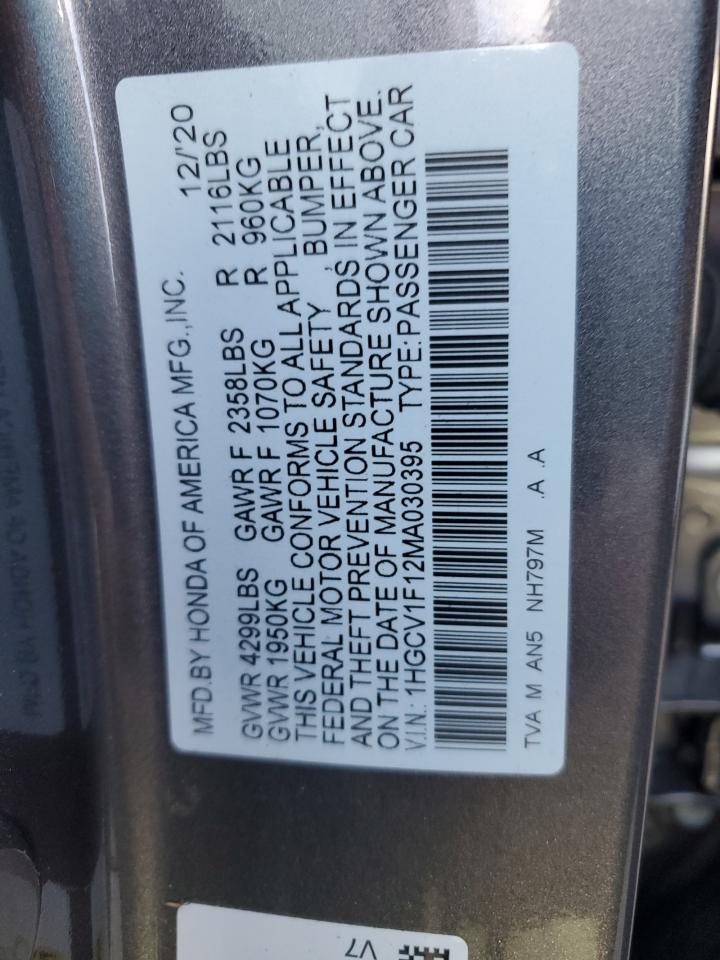 MFD.BY HONDA OF AMERICA MFG.,INC. 12/'20
GVWR 4299LBS GAWR F 2358LBS R 2116LBS
GVWR 1950KG GAWR F 1070KG R 960KG
THIS VEHICLE CONFORMS TO ALL APPLICABLE
FEDERAL MOTOR VEHICLE SAFETY , BUMPER,
AND THEFT PREVENTION STANDARDS IN EFFECT
ON THE DATE OF MANUFACTURE SHOWN ABOVE.
V.I.N.: 1HGCV1F12MA030395 TYPE:PASSENGER CAR
TVA M AN5 NH797M .A .A
V7